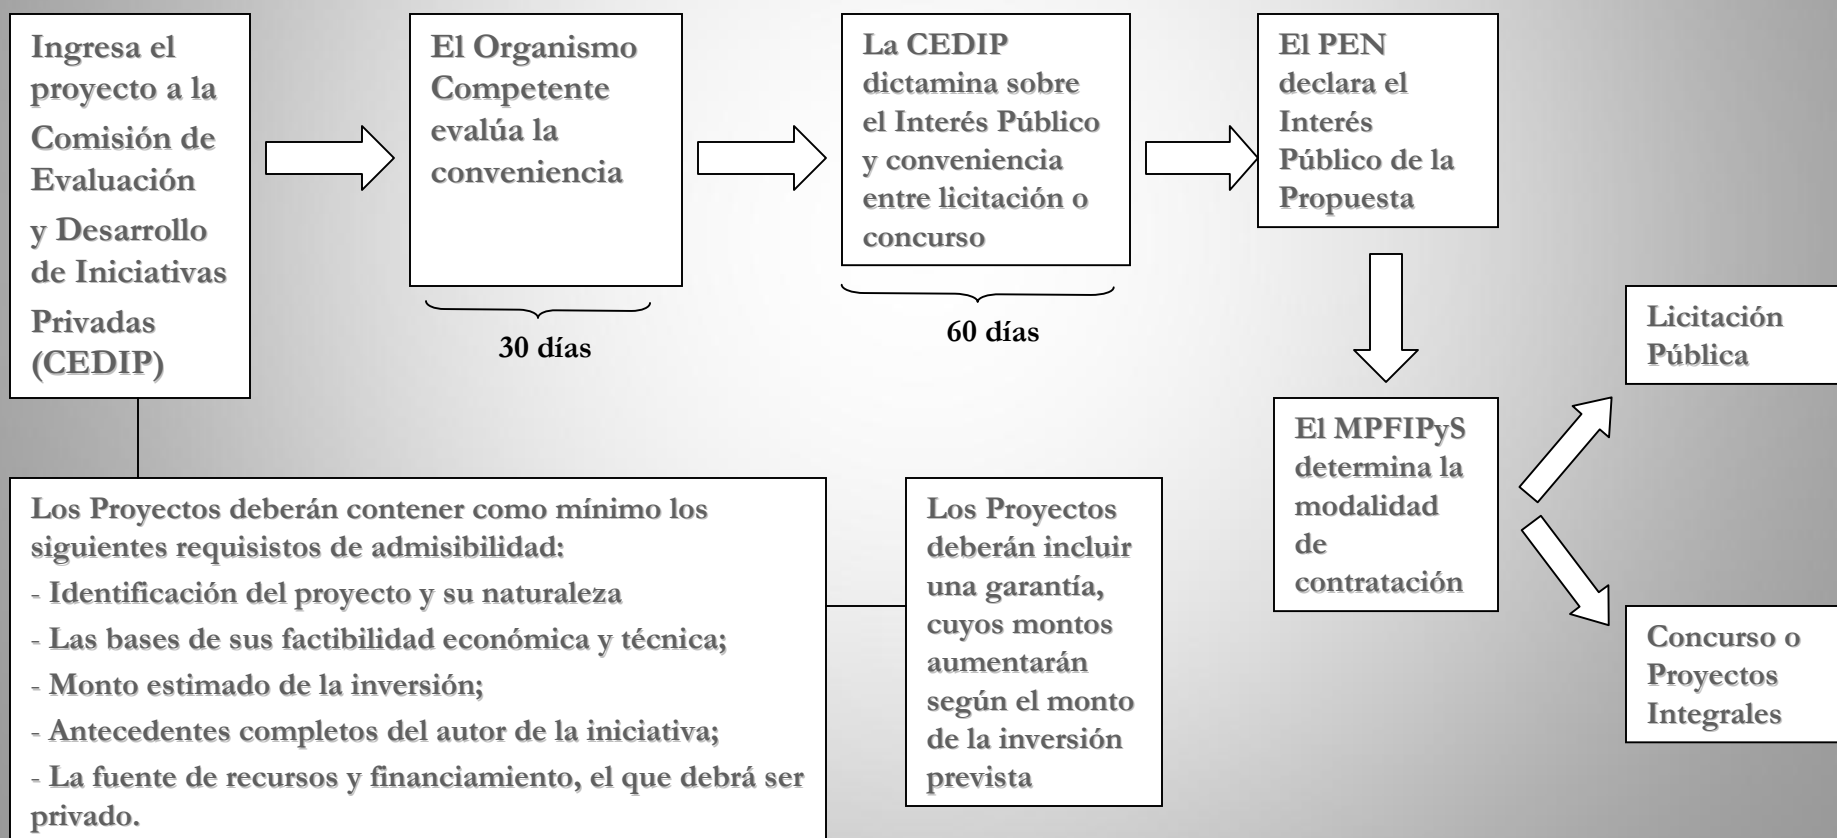 Ingresa el
proyecto a la
Comisión de
Evaluación
y Desarrollo
de Iniciativas
Privadas
(CEDIP)
El Organismo
Competente
evalúa la
conveniencia
30 días
La CEDIP
dictamina sobre
el Interés Público
y conveniencia
entre licitación o
concurso
60 días
El PEN
declara el
Interés
Público de la
Propuesta
El MPFIPyS
determina la
modalidad
de
contratación
Licitación
Pública
Concurso o
Proyectos
Integrales
Los Proyectos deberán contener como mínimo los
siguientes requisistos de admisibilidad:
- Identificación del proyecto y su naturaleza
- Las bases de sus factibilidad económica y técnica;
- Monto estimado de la inversión;
- Antecedentes completos del autor de la iniciativa;
- La fuente de recursos y financiamiento, el que debrá ser
privado.
Los Proyectos
deberán incluir
una garantía,
cuyos montos
aumentarán
según el monto
de la inversión
prevista